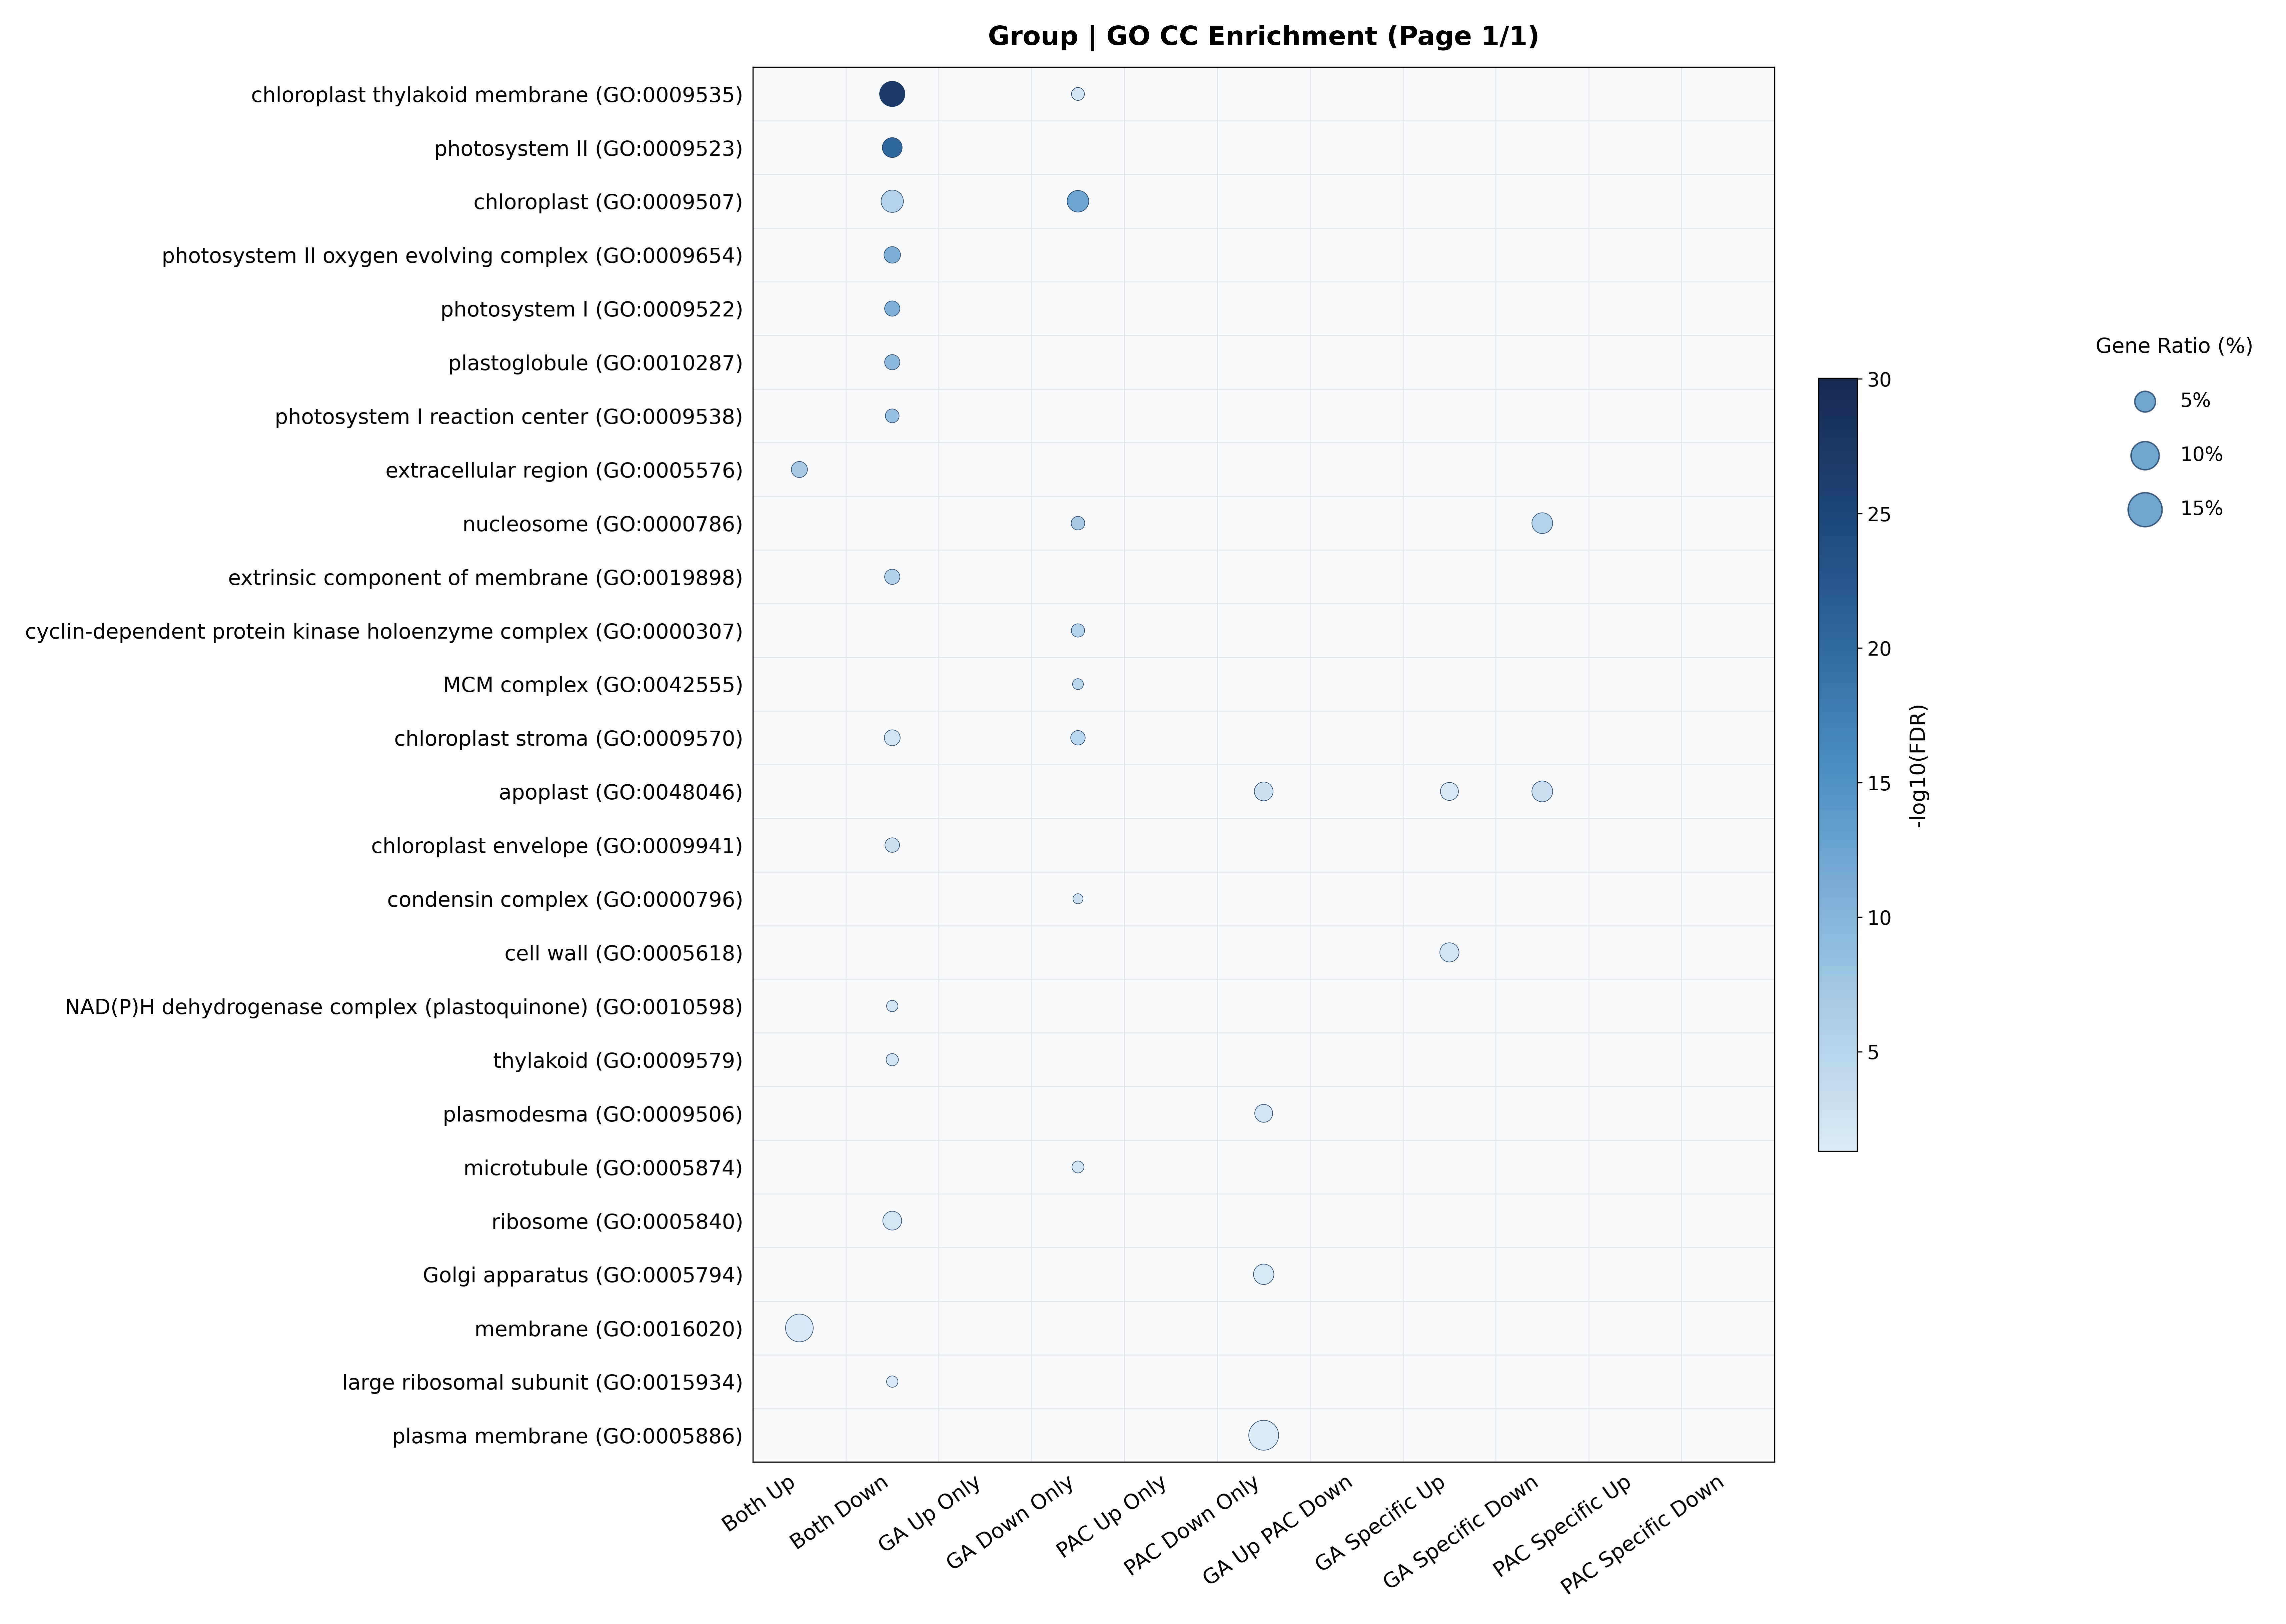 Group | GO CC Enrichment (Page 1/1)
chloroplast thylakoid membrane (GO:0009535)
photosystem II (GO:0009523)
chloroplast (GO:0009507)
photosystem II oxygen evolving complex (GO:0009654)
photosystem I (GO:0009522)
plastoglobule (GO:0010287)
photosystem I reaction center (GO:0009538)
extracellular region (GO:0005576)
nucleosome (GO:0000786)
extrinsic component of membrane (GO:0019898)
cyclin-dependent protein kinase holoenzyme complex (GO:0000307)
MCM complex (GO:0042555)
chloroplast stroma (GO:0009570)
apoplast (GO:0048046)
chloroplast envelope (GO:0009941)
condensin complex (GO:0000796)
cell wall (GO:0005618)
NAD(P)H dehydrogenase complex (plastoquinone) (GO:0010598)
thylakoid (GO:0009579)
plasmodesma (GO:0009506)
microtubule (GO:0005874)
ribosome (GO:0005840)
Golgi apparatus (GO:0005794)
membrane (GO:0016020)
large ribosomal subunit (GO:0015934)
plasma membrane (GO:0005886)
Both Up
Both Down
GA Up Only
GA Down Only
PAC Up Only
PAC Down Only
GA Up PAC Down
GA Specific Up
GA Specific Down
PAC Specific Up
PAC Specific Down
30
25
20
15
10
5
-log10(FDR)
Gene Ratio (%)
5%
10%
15%